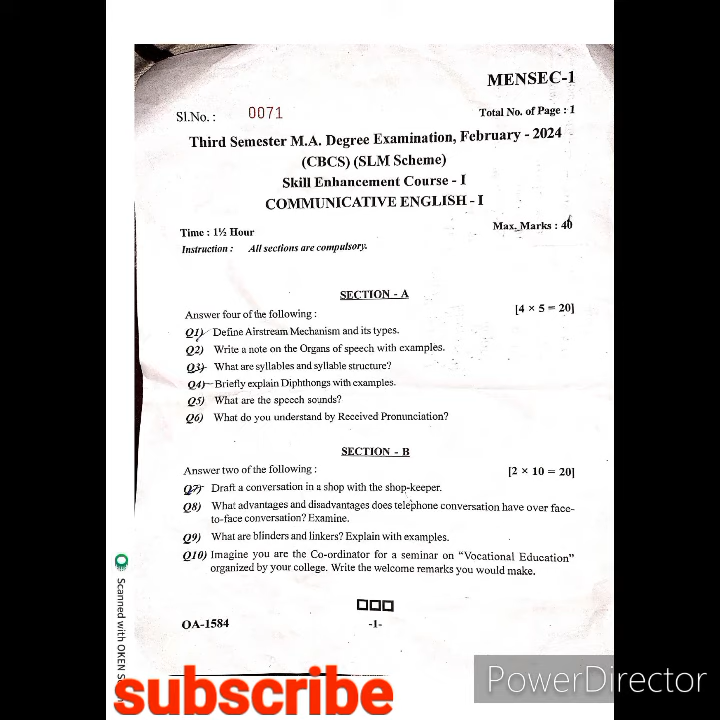 MENSEC-1
Sl.No. : 0071
Total No. of Page : 1
Third Semester M.A. Degree Examination, February - 2024
(CBCS) (SLM Scheme)
Skill Enhancement Course - I
COMMUNICATIVE ENGLISH - I
Time : 1½ Hour
Max. Marks : 40
Instruction : All sections are compulsory.
SECTION - A
Answer four of the following :
[4 × 5 = 20]
Q1) Define Airstream Mechanism and its types.
Q2) Write a note on the Organs of speech with examples.
Q3) What are syllables and syllable structure?
Q4) Briefly explain Diphthongs with examples.
Q5) What are the speech sounds?
Q6) What do you understand by Received Pronunciation?
SECTION - B
Answer two of the following :
[2 × 10 = 20]
Q7) Draft a conversation in a shop with the shop-keeper.
Q8) What advantages and disadvantages does telephone conversation have over face-
to-face conversation? Examine.
Q9) What are blinders and linkers? Explain with examples.
Q10) Imagine you are the Co-ordinator for a seminar on "Vocational Education"
organized by your college. Write the welcome remarks you would make.
OA-1584
-1-
Scanned with OKEN
subscribe
PowerDirector